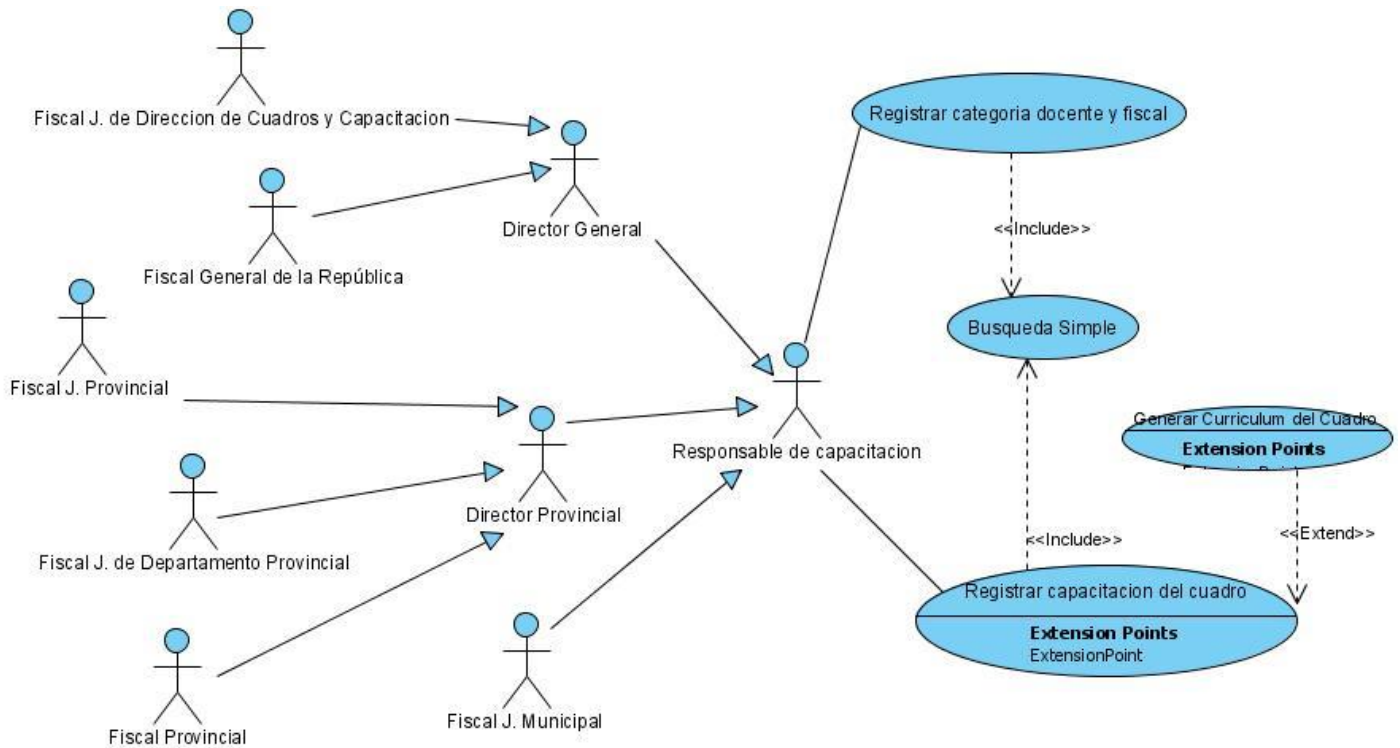 Fiscal J. de Direccion de Cuadros y Capacitacion
Fiscal General de la República
Director General
Fiscal J. Provincial
Fiscal J. de Departamento Provincial
Fiscal Provincial
Director Provincial
Fiscal J. Municipal
Responsable de capacitacion
Registrar categoria docente y fiscal
<<Include>>
Busqueda Simple
<<Include>>
Generar Curriculum del Cuadro
Extension Points
<<Extend>>
Registrar capacitacion del cuadro
Extension Points
ExtensionPoint